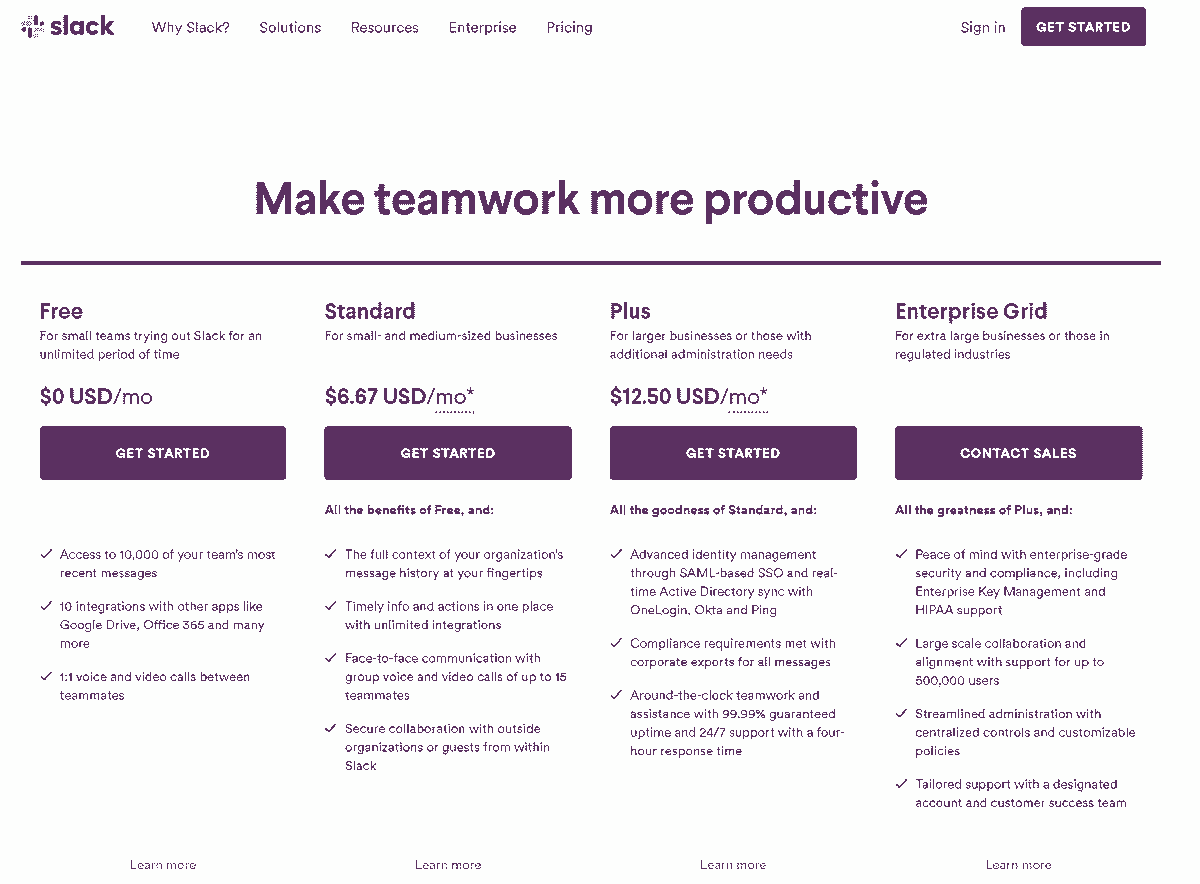 slack
Why Slack?
Solutions
Resources
Enterprise
Pricing
Sign in
GET STARTED
Make teamwork more productive
Free
For small teams trying out Slack for an
unlimited period of time
$0 USD/mo
GET STARTED
Access to 10,000 of your team's most
recent messages
10 integrations with other apps like
Google Drive, Office 365 and many
more
1:1 voice and video calls between
teammates
Learn more
Standard
For small- and medium-sized businesses
$6.67 USD/mo*
GET STARTED
All the benefits of Free, and:
The full context of your organization's
message history at your fingertips
Timely info and actions in one place
with unlimited integrations
Face-to-face communication with
group voice and video calls of up to 15
teammates
Secure collaboration with outside
organizations or guests from within
Slack
Learn more
Plus
For larger businesses or those with
additional administration needs
$12.50 USD/mo*
GET STARTED
All the goodness of Standard, and:
Advanced identity management
through SAML-based SSO and real-
time Active Directory sync with
OneLogin, Okta and Ping
Compliance requirements met with
corporate exports for all messages
Around-the-clock teamwork and
assistance with 99.99% guaranteed
uptime and 24/7 support with a four-
hour response time
Learn more
Enterprise Grid
For extra large businesses or those in
regulated industries
CONTACT SALES
All the greatness of Plus, and:
Peace of mind with enterprise-grade
security and compliance, including
Enterprise Key Management and
HIPAA support
Large scale collaboration and
alignment with support for up to
500,000 users
Streamlined administration with
centralized controls and customizable
policies
Tailored support with a designated
account and customer success team
Learn more